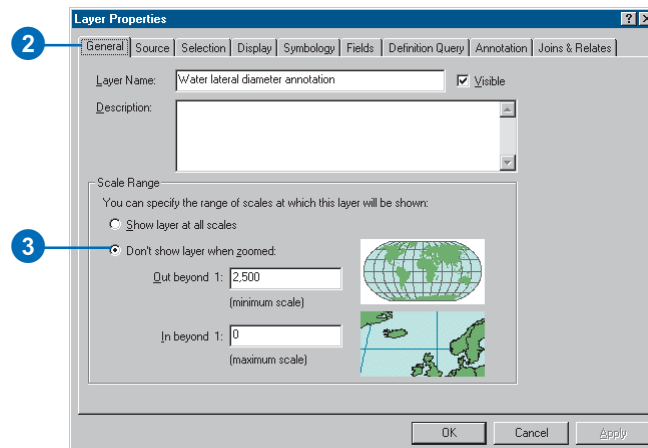 Layer Properties
? X
2
General Source Selection Display Symbology Fields Definition Query Annotation Joins & Relates
Layer Name: Water lateral diameter annotation Visible
Description:
Scale Range
You can specify the range of scales at which this layer will be shown:
Show layer at all scales
3
Don't show layer when zoomed:
Out beyond 1: 2,500
(minimum scale)
In beyond 1: 0
(maximum scale)
OK Cancel Apply